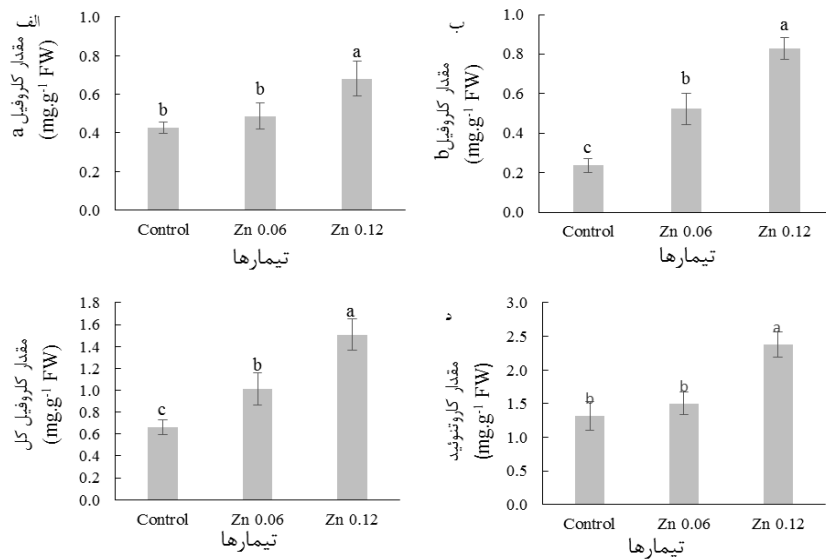 الف
مقدار کلروفیل a
(mg.g-1 FW)
1.0
0.8
0.6
0.4
0.2
0.0
b
b
a
Control
Zn 0.06
Zn 0.12
تیمارها
مقدار کلروفیل b
(mg.g-1 FW)
1.0
0.8
0.6
0.4
0.2
0.0
c
b
a
Control
Zn 0.06
Zn 0.12
تیمارها
مقدار کلروفیل کل
(mg.g-1 FW)
1.8
1.6
1.4
1.2
1.0
0.8
0.6
0.4
0.2
0.0
c
b
a
Control
Zn 0.06
Zn 0.12
تیمارها
مقدار کاروتنوئید
(mg.g-1 FW)
3.0
2.5
2.0
1.5
1.0
0.5
0.0
b
b
a
Control
Zn 0.06
Zn 0.12
تیمارها